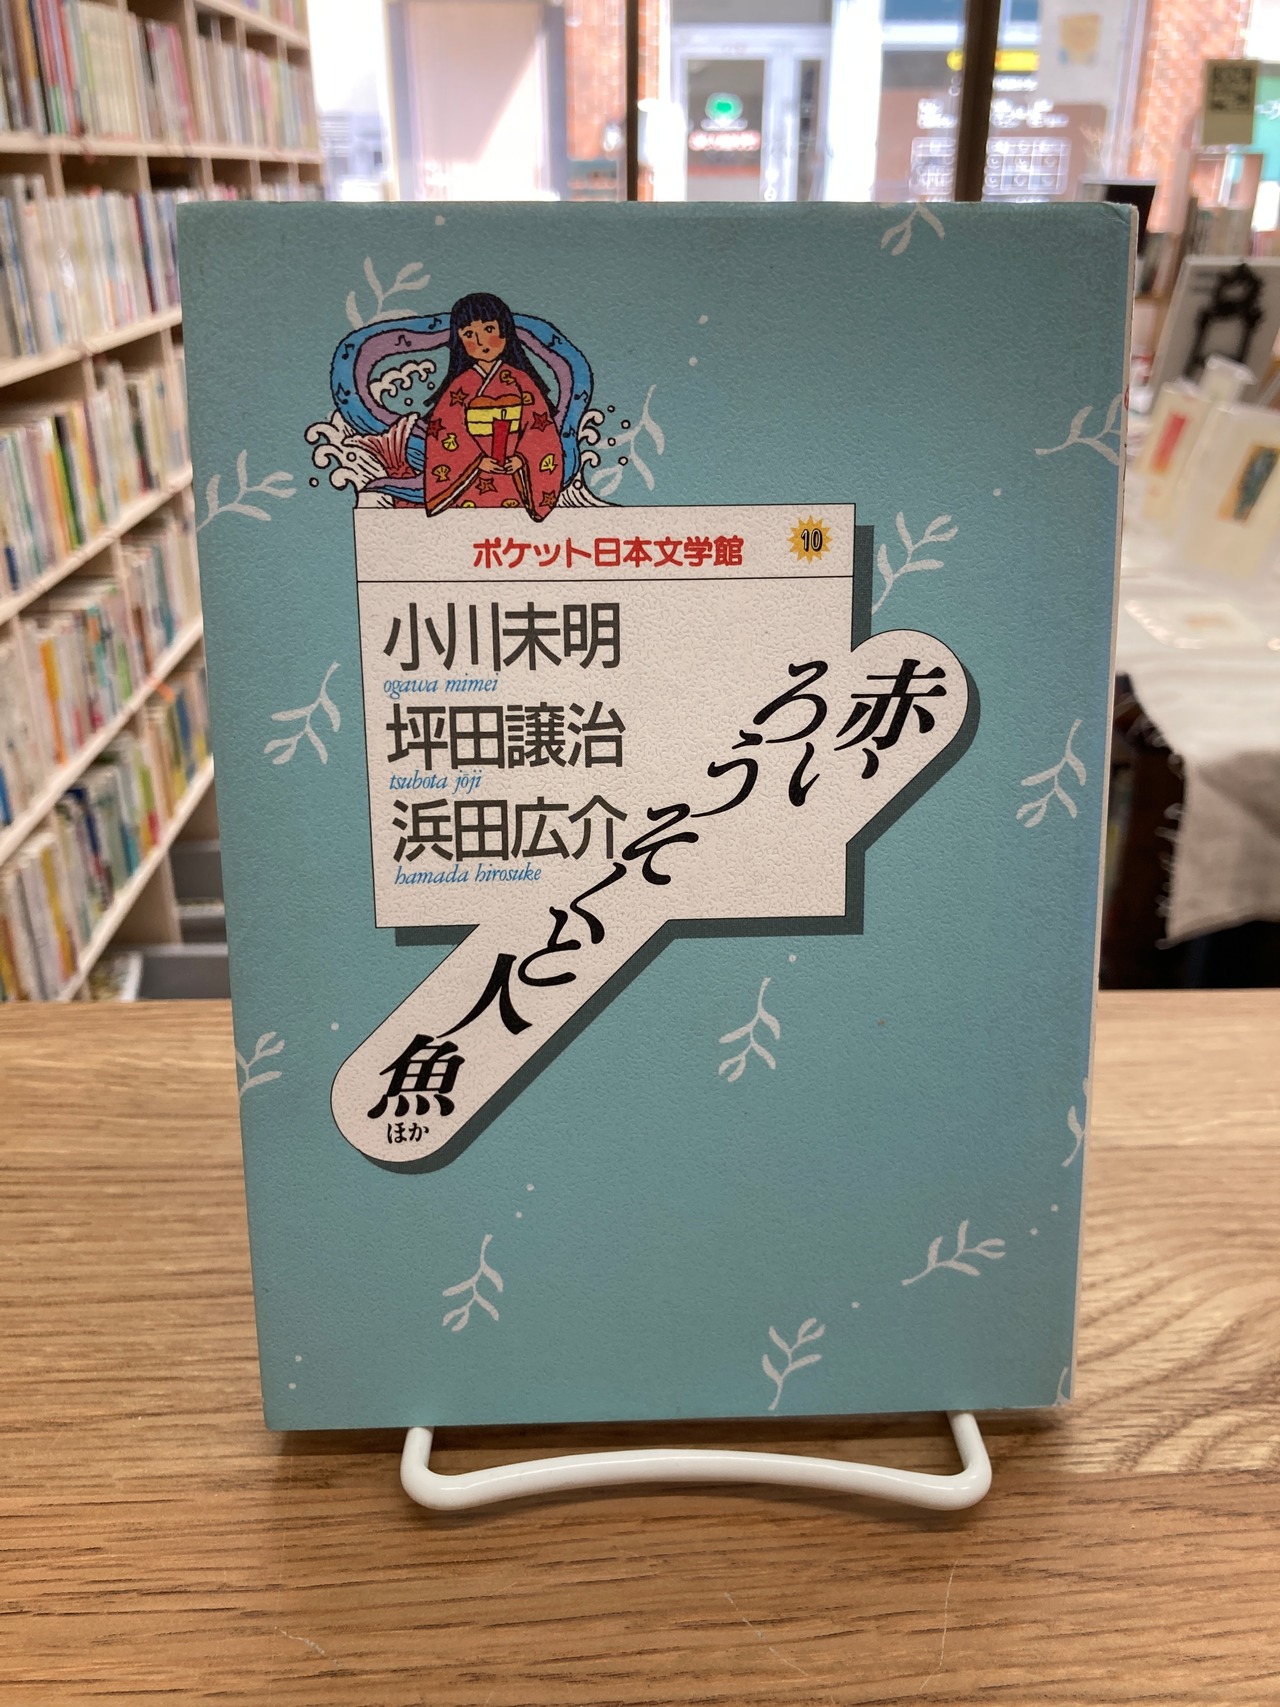 ポケット日本文学館
10
小川未明
ogawa mimei
坪田譲治
tsubota jōji
浜田広介
hamada hirosuke
赤いろうそくと人魚
ほか